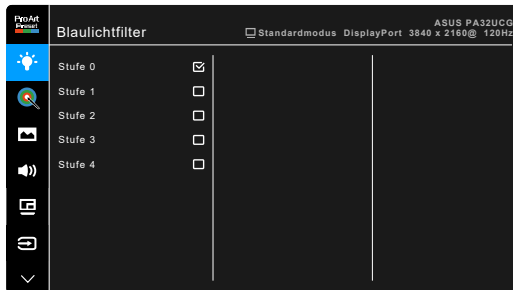 ProArt
Preset
Blaulichtfilter
ASUS PA32UCG
Standardmodus DisplayPort 3840 x 2160@ 120Hz
Stufe 0
Stufe 1
Stufe 2
Stufe 3
Stufe 4